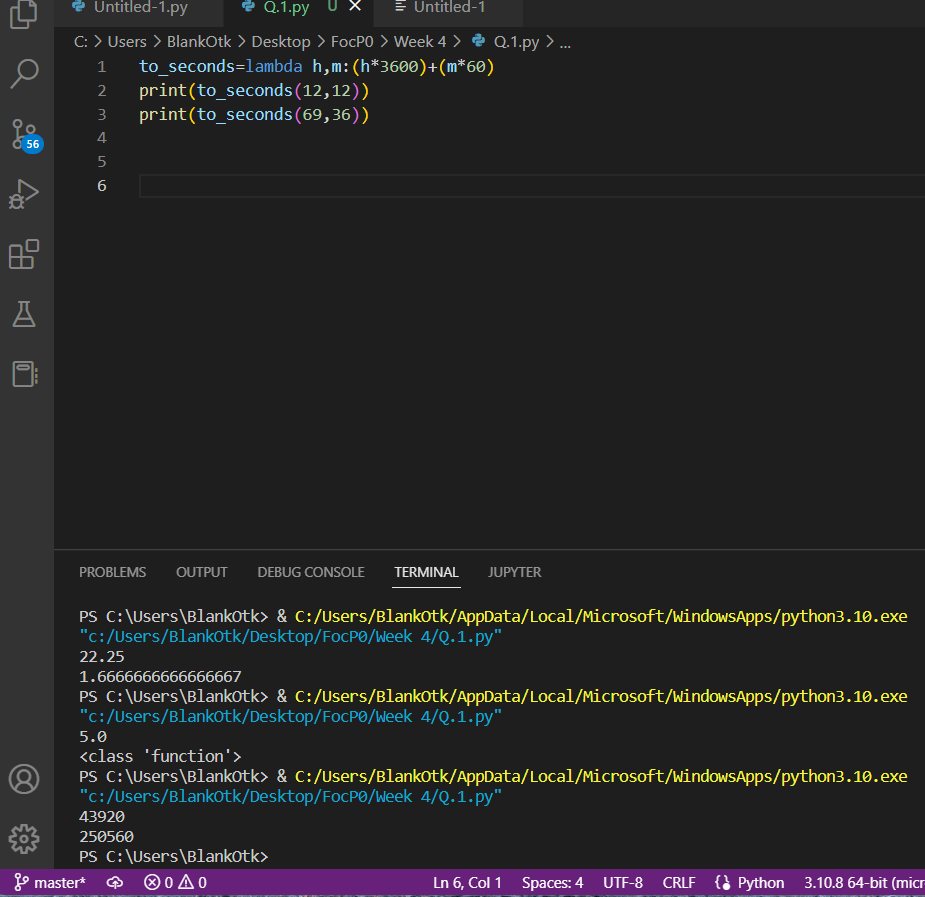 Untitled-1.py Q.1.py U Untitled-1
C: > Users > BlankOtk > Desktop > FocP0 > Week 4 > Q.1.py > ...
1 to_seconds=lambda h,m:(h*3600)+(m*60)
2 print(to_seconds(12,12))
3 print(to_seconds(69,36))
4
5
6
56
PROBLEMS OUTPUT DEBUG CONSOLE TERMINAL JUPYTER
PS C:\Users\BlankOtk> & C:/Users/BlankOtk/AppData/Local/Microsoft/WindowsApps/python3.10.exe
"c:/Users/BlankOtk/Desktop/FocP0/Week 4/Q.1.py"
22.25
1.6666666666666667
PS C:\Users\BlankOtk> & C:/Users/BlankOtk/AppData/Local/Microsoft/WindowsApps/python3.10.exe
"c:/Users/BlankOtk/Desktop/FocP0/Week 4/Q.1.py"
5.0
<class 'function'>
PS C:\Users\BlankOtk> & C:/Users/BlankOtk/AppData/Local/Microsoft/WindowsApps/python3.10.exe
"c:/Users/BlankOtk/Desktop/FocP0/Week 4/Q.1.py"
43920
250560
PS C:\Users\BlankOtk>
master* 0 0 Ln 6, Col 1 Spaces: 4 UTF-8 CRLF Python 3.10.8 64-bit (micr